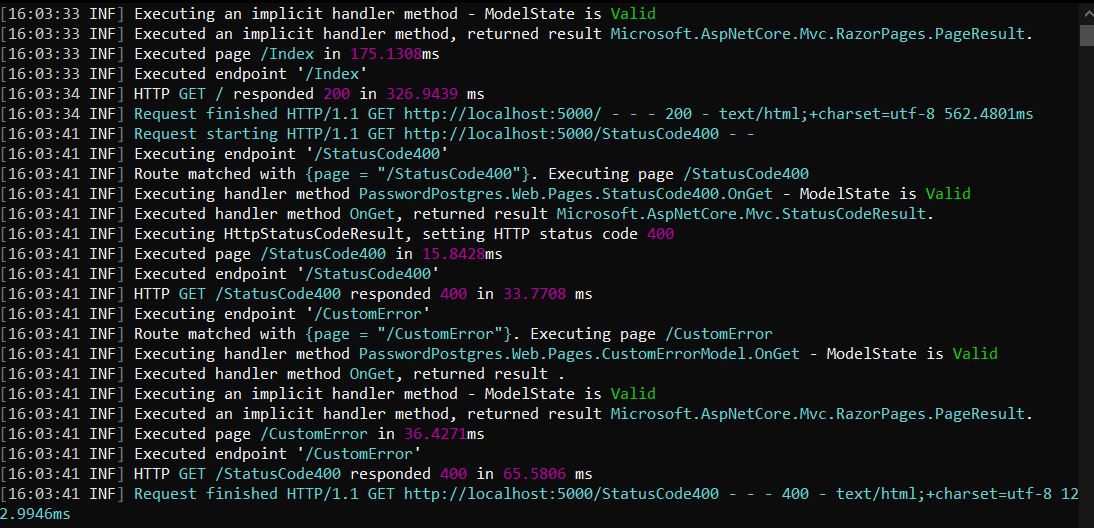 [16:03:33 INF] Executing an implicit handler method - ModelState is Valid
[16:03:33 INF] Executed an implicit handler method, returned result Microsoft.AspNetCore.Mvc.RazorPages.PageResult.
[16:03:33 INF] Executed page /Index in 175.1308ms
[16:03:33 INF] Executed endpoint '/Index'
[16:03:34 INF] HTTP GET / responded 200 in 326.9439 ms
[16:03:34 INF] Request finished HTTP/1.1 GET http://localhost:5000/ - - - 200 - text/html;+charset=utf-8 562.4801ms
[16:03:41 INF] Request starting HTTP/1.1 GET http://localhost:5000/StatusCode400 - -
[16:03:41 INF] Executing endpoint '/StatusCode400'
[16:03:41 INF] Route matched with {page = "/StatusCode400"}. Executing page /StatusCode400
[16:03:41 INF] Executing handler method PasswordPostgres.Web.Pages.StatusCode400.OnGet - ModelState is Valid
[16:03:41 INF] Executed handler method OnGet, returned result Microsoft.AspNetCore.Mvc.StatusCodeResult.
[16:03:41 INF] Executing HttpStatusCodeResult, setting HTTP status code 400
[16:03:41 INF] Executed page /StatusCode400 in 15.8428ms
[16:03:41 INF] Executed endpoint '/StatusCode400'
[16:03:41 INF] HTTP GET /StatusCode400 responded 400 in 33.7708 ms
[16:03:41 INF] Executing endpoint '/CustomError'
[16:03:41 INF] Route matched with {page = "/CustomError"}. Executing page /CustomError
[16:03:41 INF] Executing handler method PasswordPostgres.Web.Pages.CustomErrorModel.OnGet - ModelState is Valid
[16:03:41 INF] Executed handler method OnGet, returned result .
[16:03:41 INF] Executing an implicit handler method - ModelState is Valid
[16:03:41 INF] Executed an implicit handler method, returned result Microsoft.AspNetCore.Mvc.RazorPages.PageResult.
[16:03:41 INF] Executed page /CustomError in 36.4271ms
[16:03:41 INF] Executed endpoint '/CustomError'
[16:03:41 INF] HTTP GET /StatusCode400 responded 400 in 65.5806 ms
[16:03:41 INF] Request finished HTTP/1.1 GET http://localhost:5000/StatusCode400 - - - 400 - text/html;+charset=utf-8 12
2.9946ms